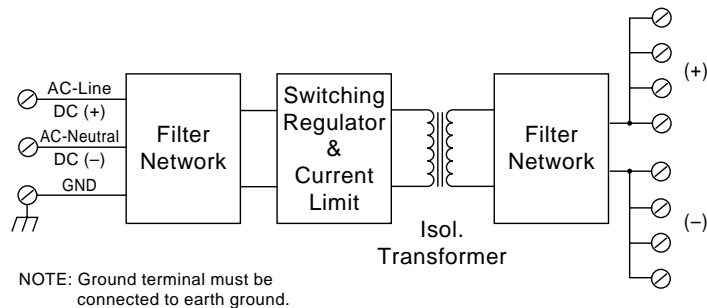 AC-Line
DC (+)
AC-Neutral
DC (–)
GND
Filter
Network
Switching
Regulator
&
Current
Limit
Isol.
Transformer
Filter
Network
(+)
(–)
NOTE: Ground terminal must be
connected to earth ground.